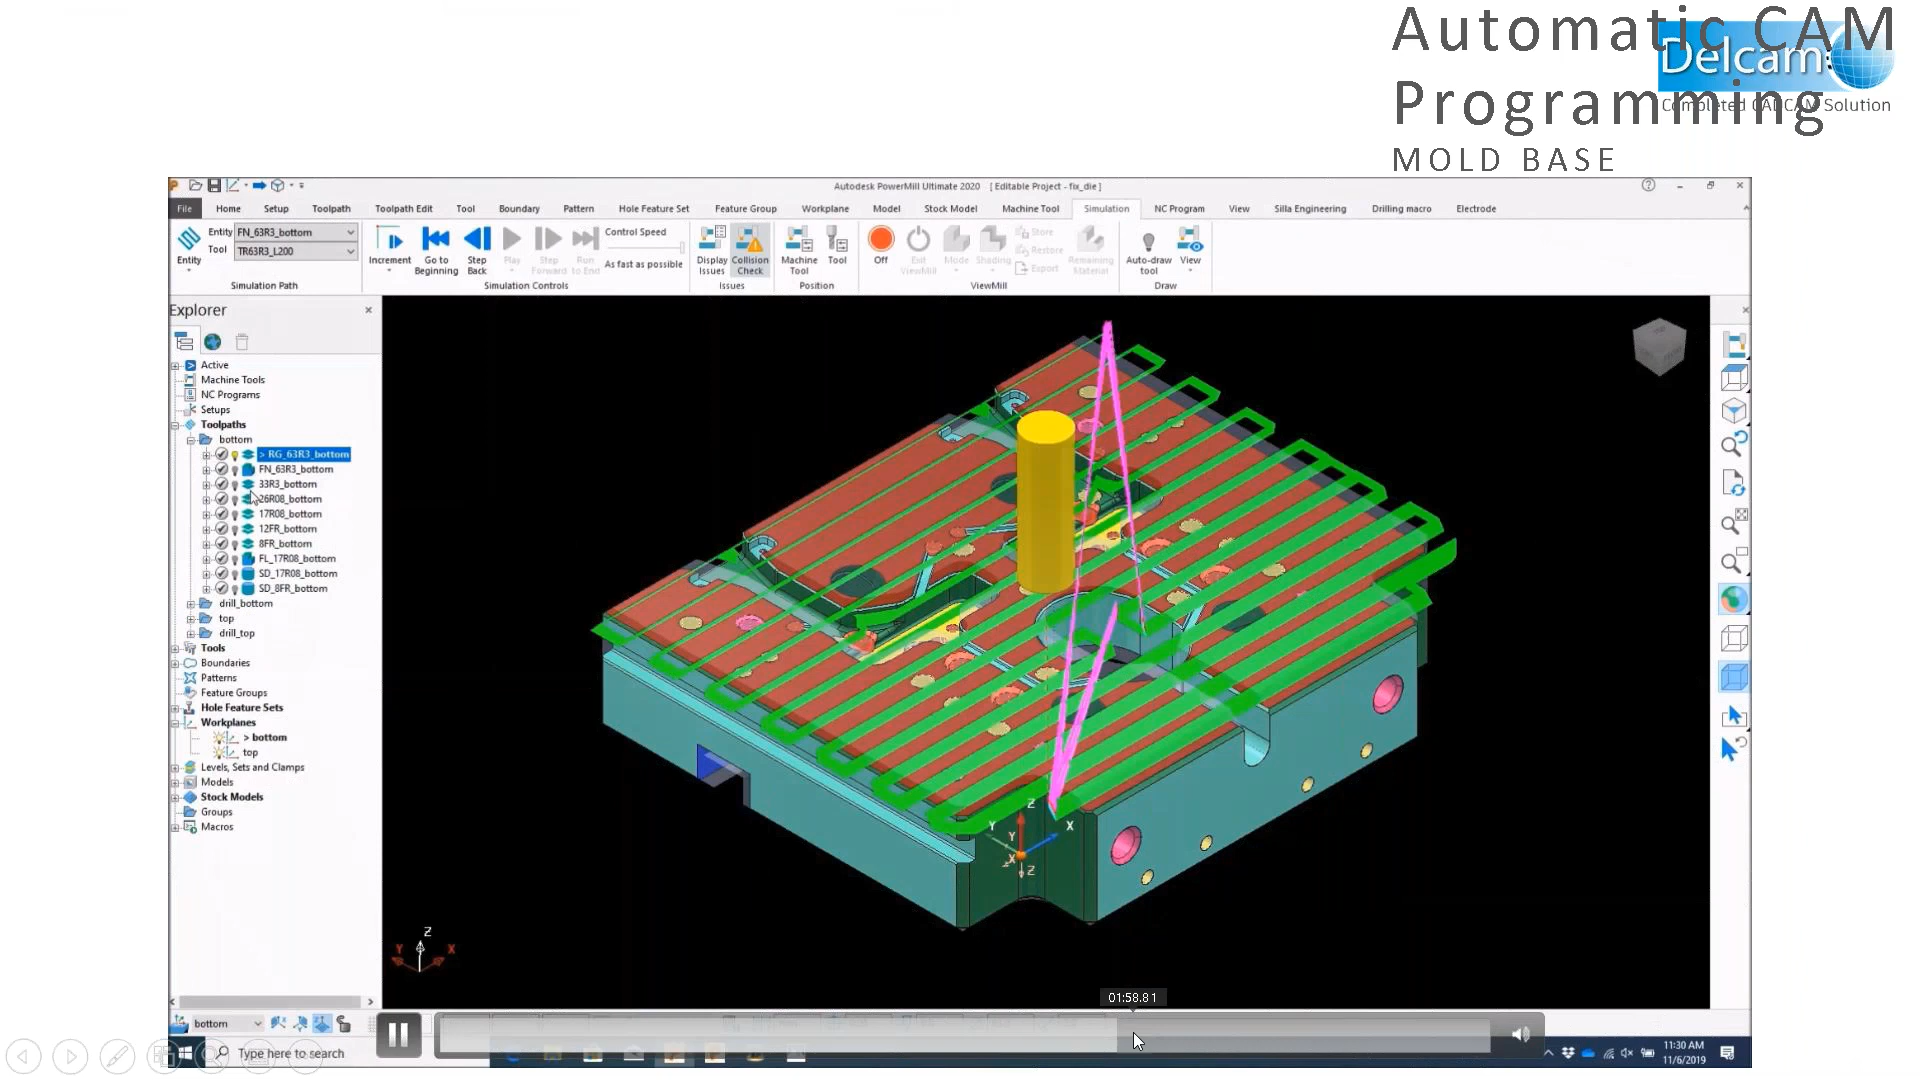 Automatic CAM
Programming
MOLD BASE
Delcam
Completed CADCAM Solution
Autodesk PowerMill Ultimate 2020 [ Editable Project - fix_die ]
File Home Setup Toolpath Toolpath Edit Tool Boundary Pattern Hole Feature Set Feature Group Workplane Model Stock Model Machine Tool Simulation NC Program View Silla Engineering Drilling macro Electrode
Entity
Entity FN_63R3_bottom
Tool TR63R3_L200
Simulation Path
Increment
Go to
Beginning
Step
Back
Play
Step
Forward
Run
to End
Control Speed
As fast as possible
Simulation Controls
Display
Issues
Collision
Check
Issues
Machine
Tool
Tool
Position
Off
Exit
ViewMill
Mode
Shading
Store
Restore
Export
Remaining
Material
ViewMill
Auto-draw
tool
View
Draw
Explorer
Active
Machine Tools
NC Programs
Setups
Toolpaths
bottom
> RG_63R3_bottom
FN_63R3_bottom
33R3_bottom
26R08_bottom
17R08_bottom
12FR_bottom
8FR_bottom
FL_17R08_bottom
SD_17R08_bottom
SD_8FR_bottom
drill_bottom
top
drill_top
Tools
Boundaries
Patterns
Feature Groups
Hole Feature Sets
Workplanes
> bottom
top
Levels, Sets and Clamps
Models
Stock Models
Groups
Macros
Z
Y
X
Y
X
Z
Z
Y
X
bottom
01:58.81
Type here to search
11:30 AM
11/6/2019